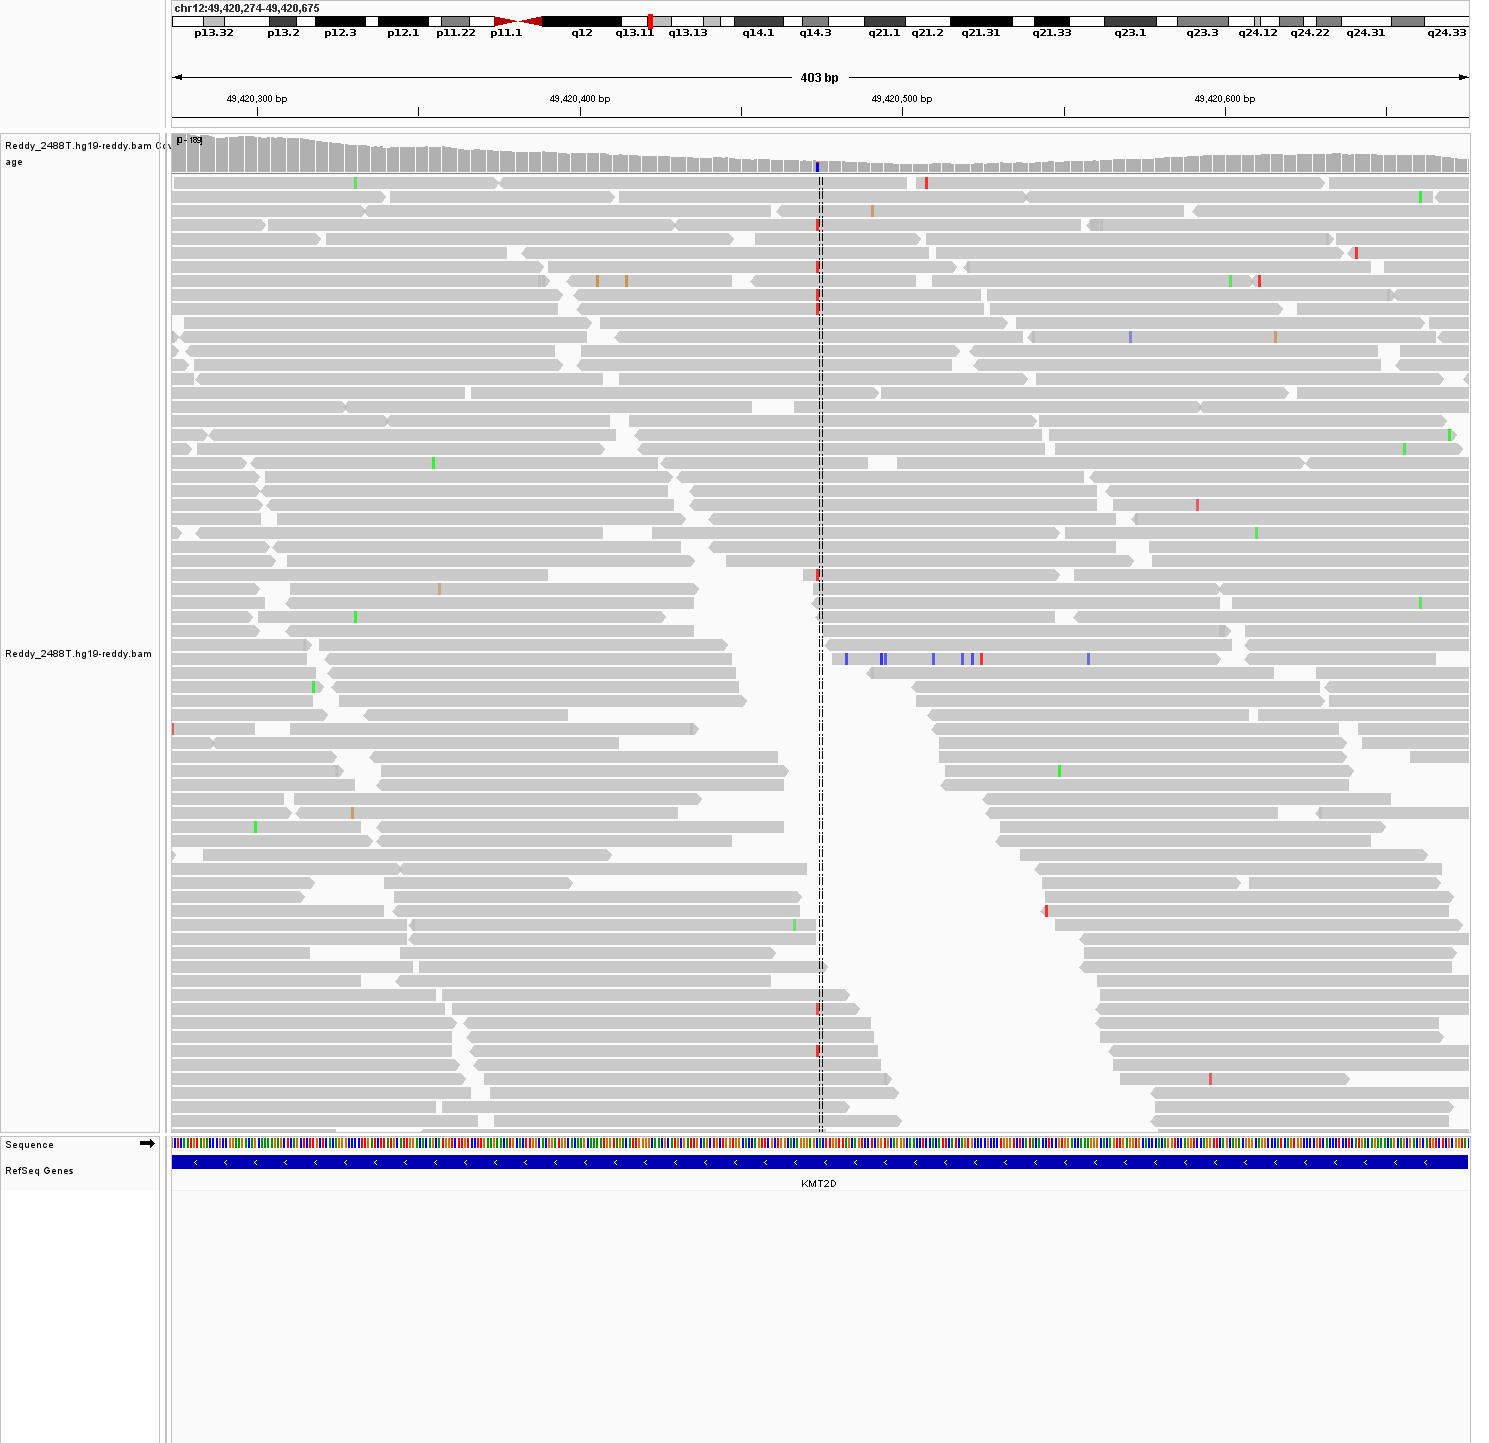 chr12:49,420,274-49,420,675
p13.32 p13.2 p12.3 p12.1 p11.22 p11.1 q12 q13.11 q13.13 q14.1 q14.3 q21.1 q21.2 q21.31 q21.33 q23.1 q23.3 q24.12 q24.22 q24.31 q24.33
403 bp
49,420,300 bp 49,420,400 bp 49,420,500 bp 49,420,600 bp
[0 - 189]
Reddy_2488T.hg19-reddy.bam Cov
age
Reddy_2488T.hg19-reddy.bam
Sequence
RefSeq Genes
KMT2D